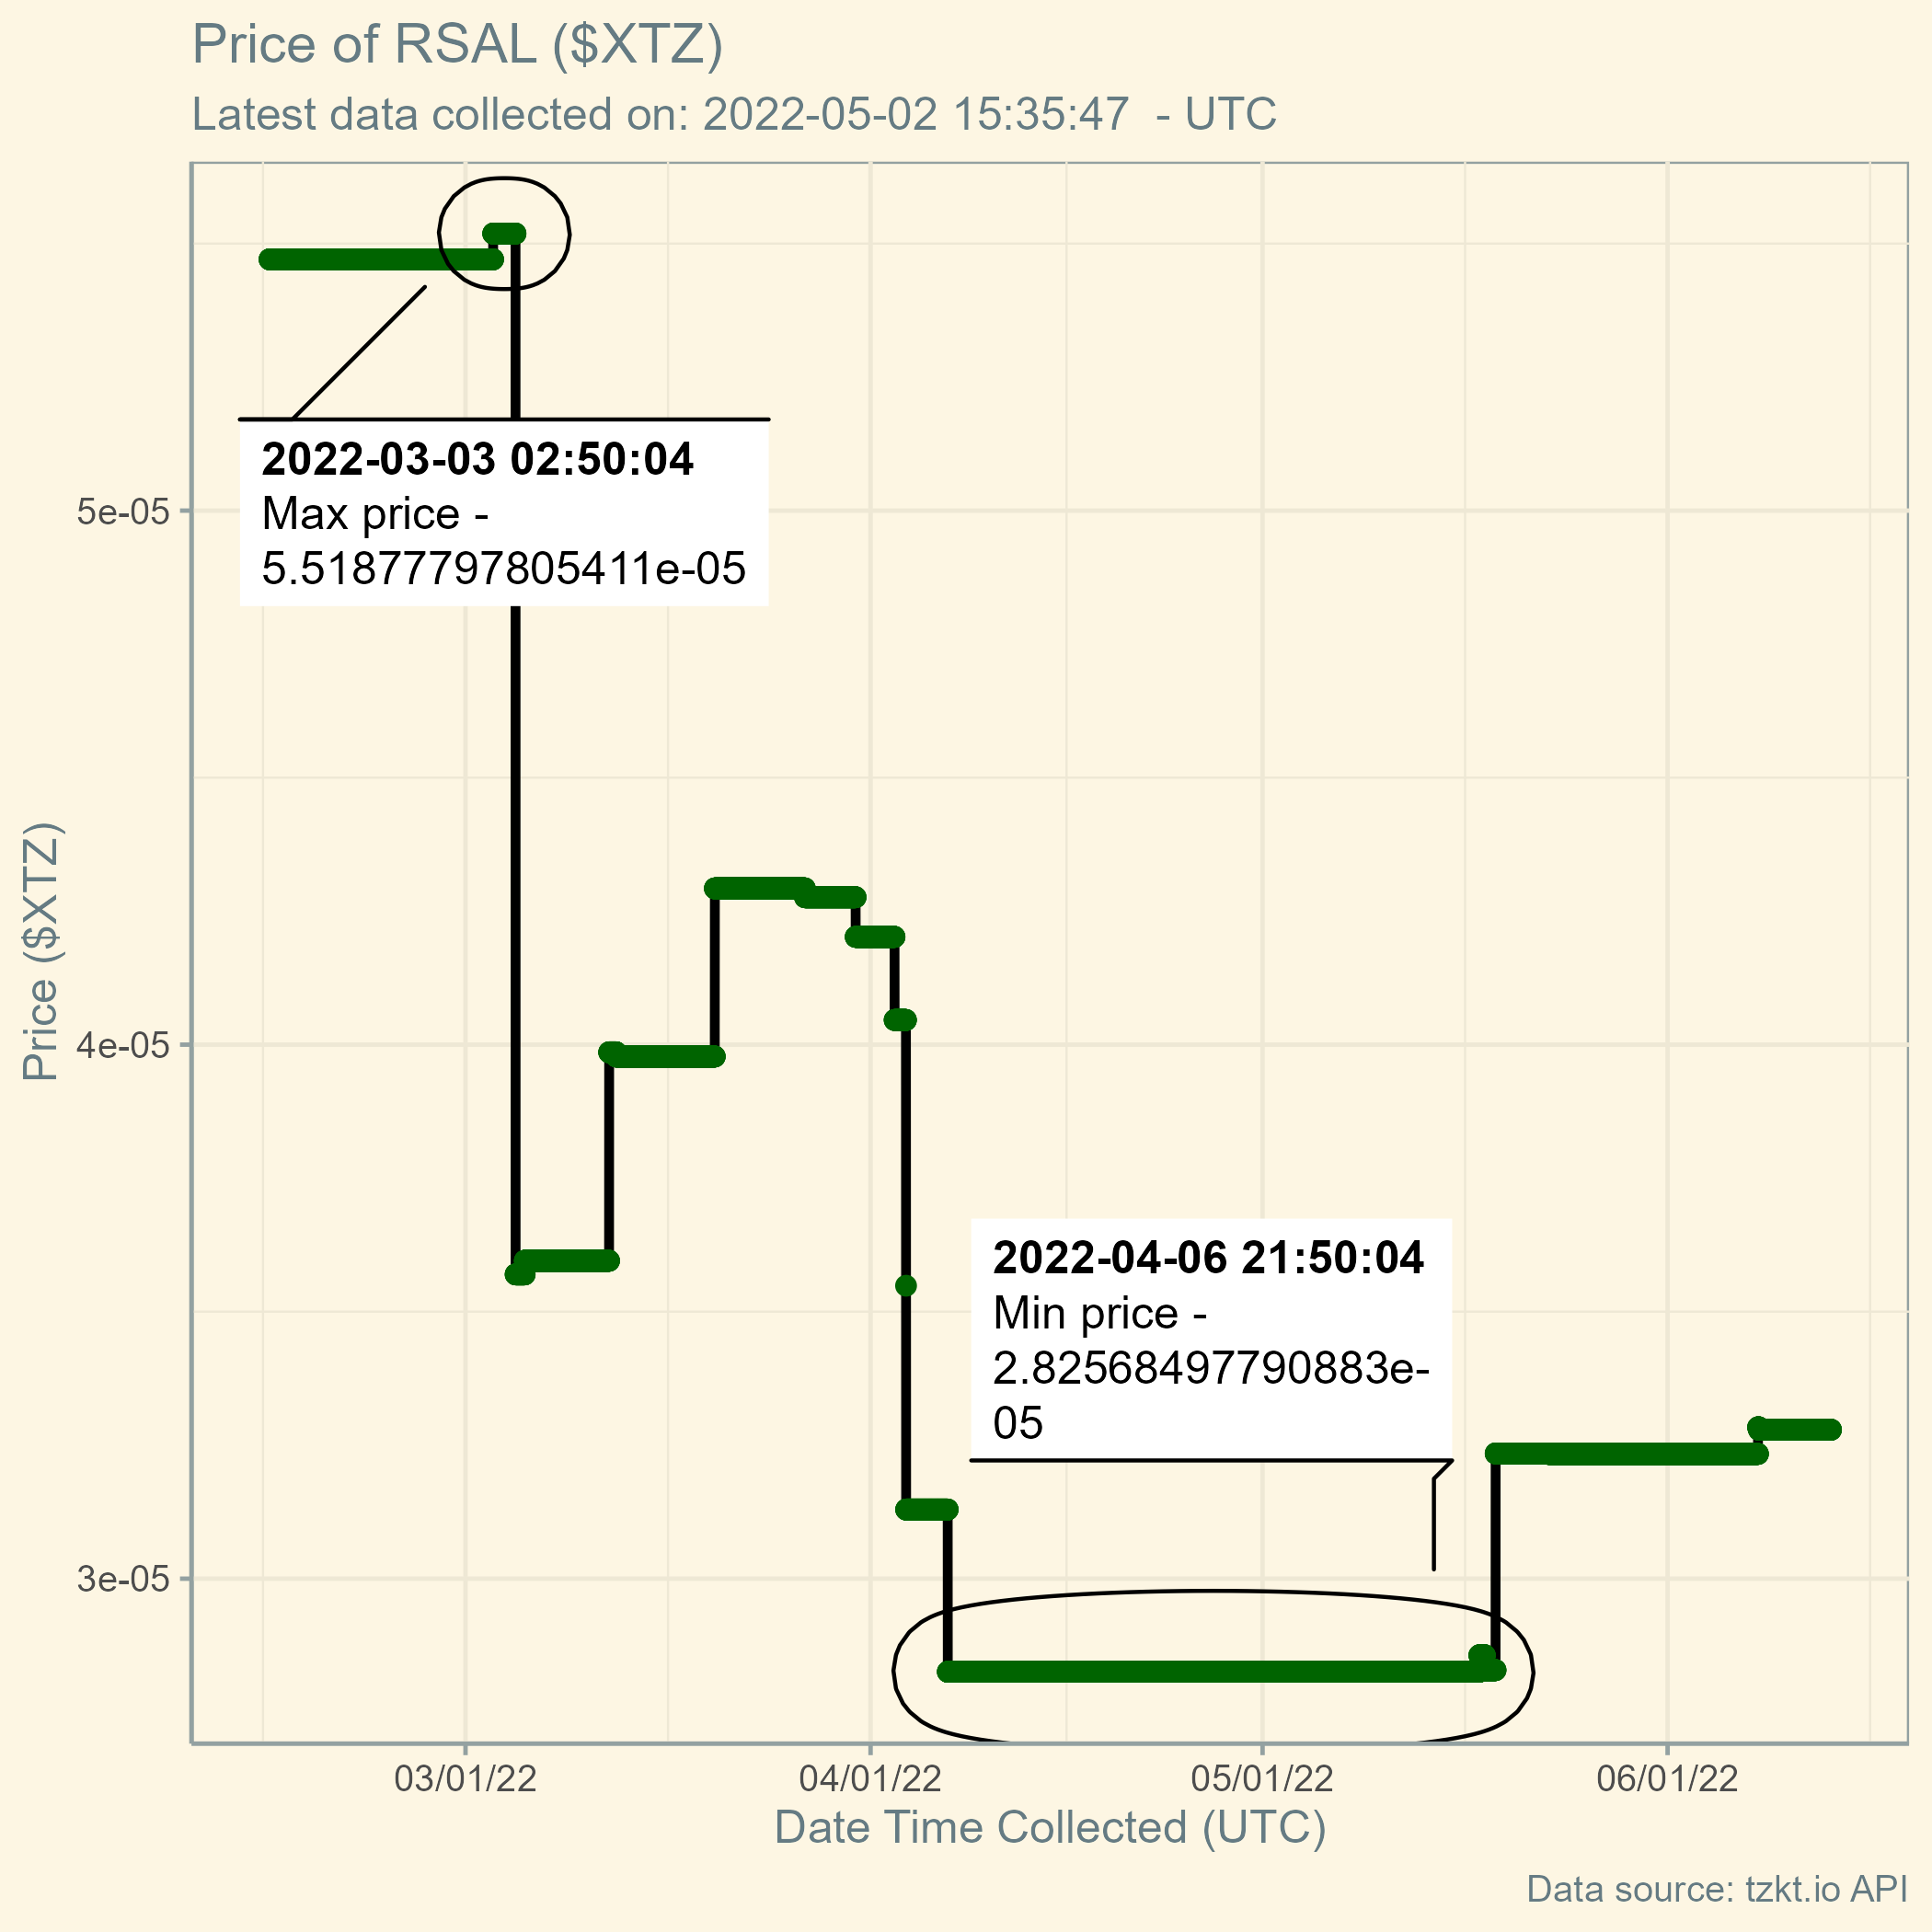 Price of RSAL ($XTZ)
Latest data collected on: 2022-05-02 15:35:47  - UTC
2022-03-03 02:50:04
Max price -
5.51877797805411e-05
5e-05
4e-05
3e-05
Price ($XTZ)
2022-04-06 21:50:04
Min price -
2.82568497790883e-
05
03/01/22
04/01/22
05/01/22
06/01/22
Date Time Collected (UTC)
Data source: tzkt.io API